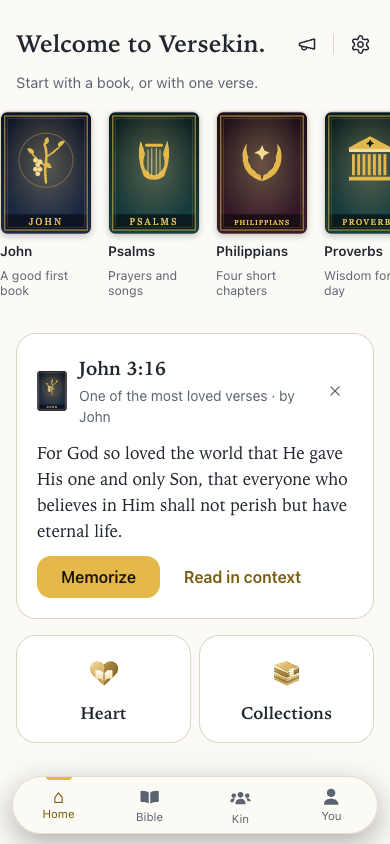 Welcome to Versekin.
Start with a book, or with one verse.
JOHN
PSALMS
PHILIPPIANS
PROVERB
John
Psalms
Philippians
Proverbs
A good first
book
Prayers and
songs
Four short
chapters
Wisdom for
day
John 3:16
One of the most loved verses · by
John
For God so loved the world that He gave
His one and only Son, that everyone who
believes in Him shall not perish but have
eternal life.
Memorize
Read in context
Heart
Collections
Home
Bible
Kin
You